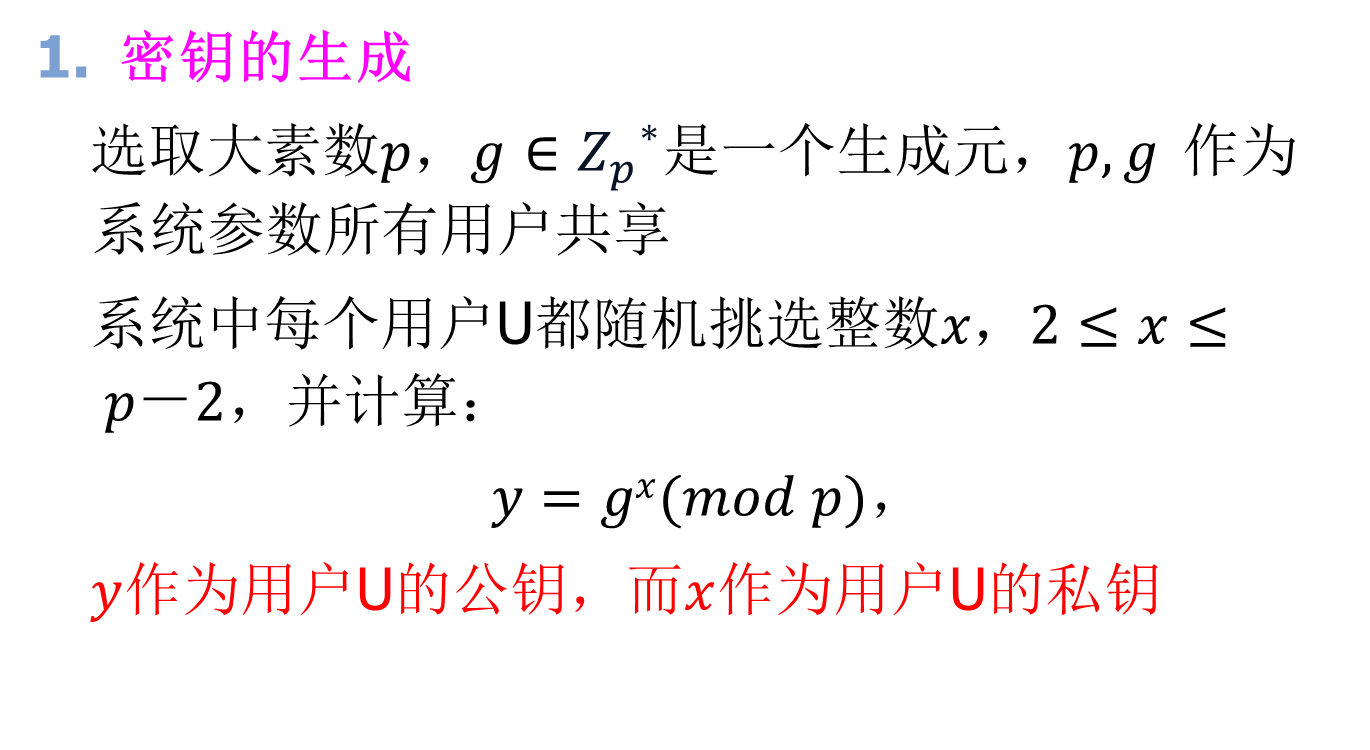 1. 密钥的生成
选取大素数p，g ∈ Zₚ*是一个生成元，p, g 作为
系统参数所有用户共享
系统中每个用户U都随机挑选整数x，2 ≤ x ≤
p－2，并计算：
y = gˣ(mod p)，
y作为用户U的公钥，而x作为用户U的私钥